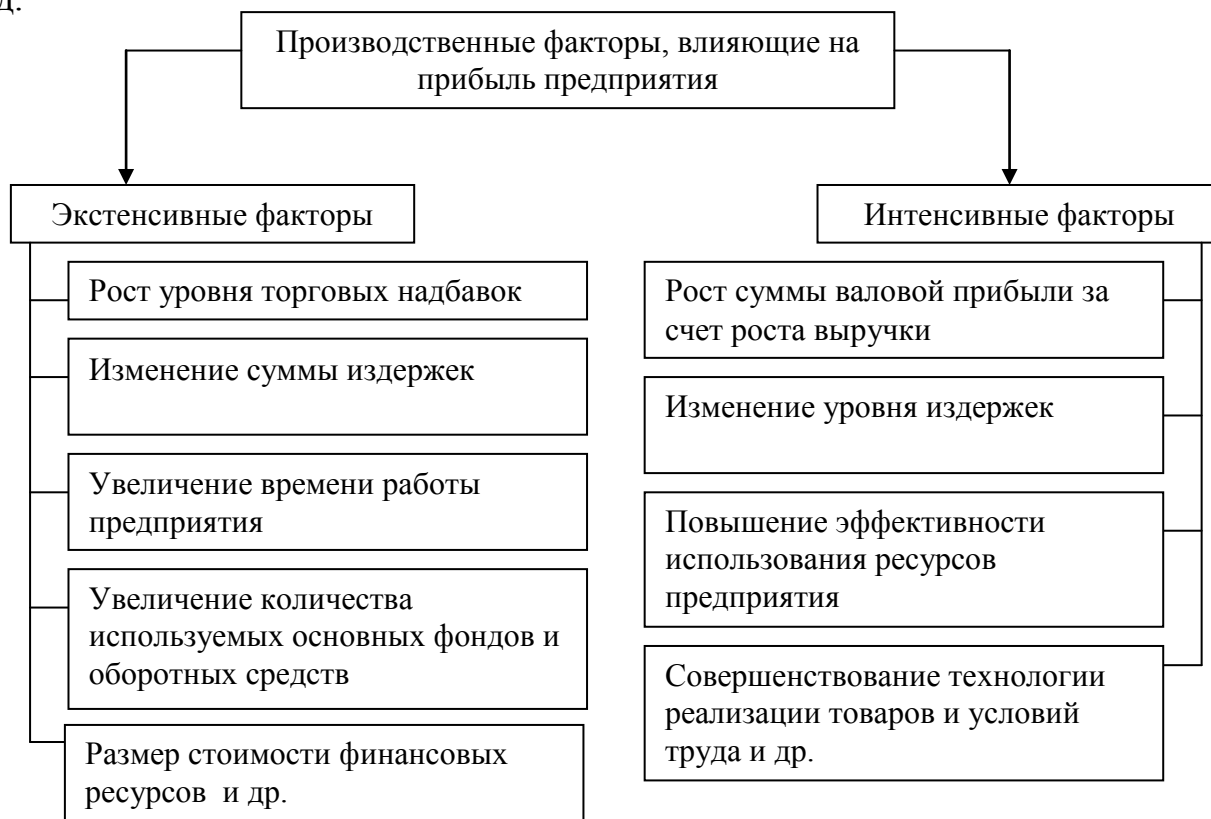 д.
Производственные факторы, влияющие на
прибыль предприятия
Экстенсивные факторы
Рост уровня торговых надбавок
Изменение суммы издержек
Увеличение времени работы
предприятия
Увеличение количества
используемых основных фондов и
оборотных средств
Размер стоимости финансовых
ресурсов и др.
Интенсивные факторы
Рост суммы валовой прибыли за
счет роста выручки
Изменение уровня издержек
Повышение эффективности
использования ресурсов
предприятия
Совершенствование технологии
реализации товаров и условий
труда и др.